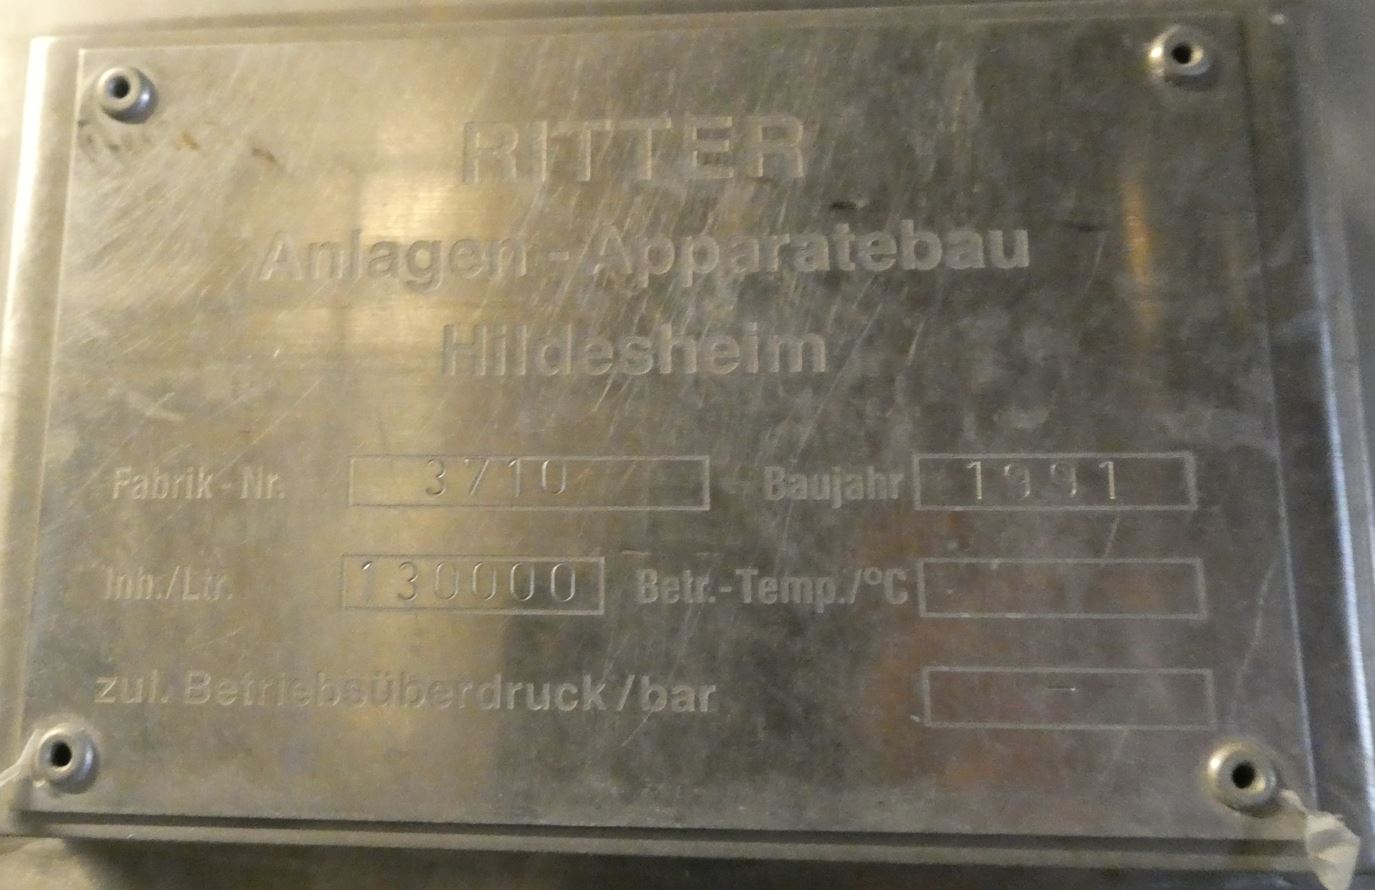 RITTER
Anlagen - Apparatebau
Hildesheim
Fabrik - Nr. 3710 Baujahr 1991
Inh./Ltr. 130000 Betr.-Temp./°C
zul. Betriebsüberdruck/bar -